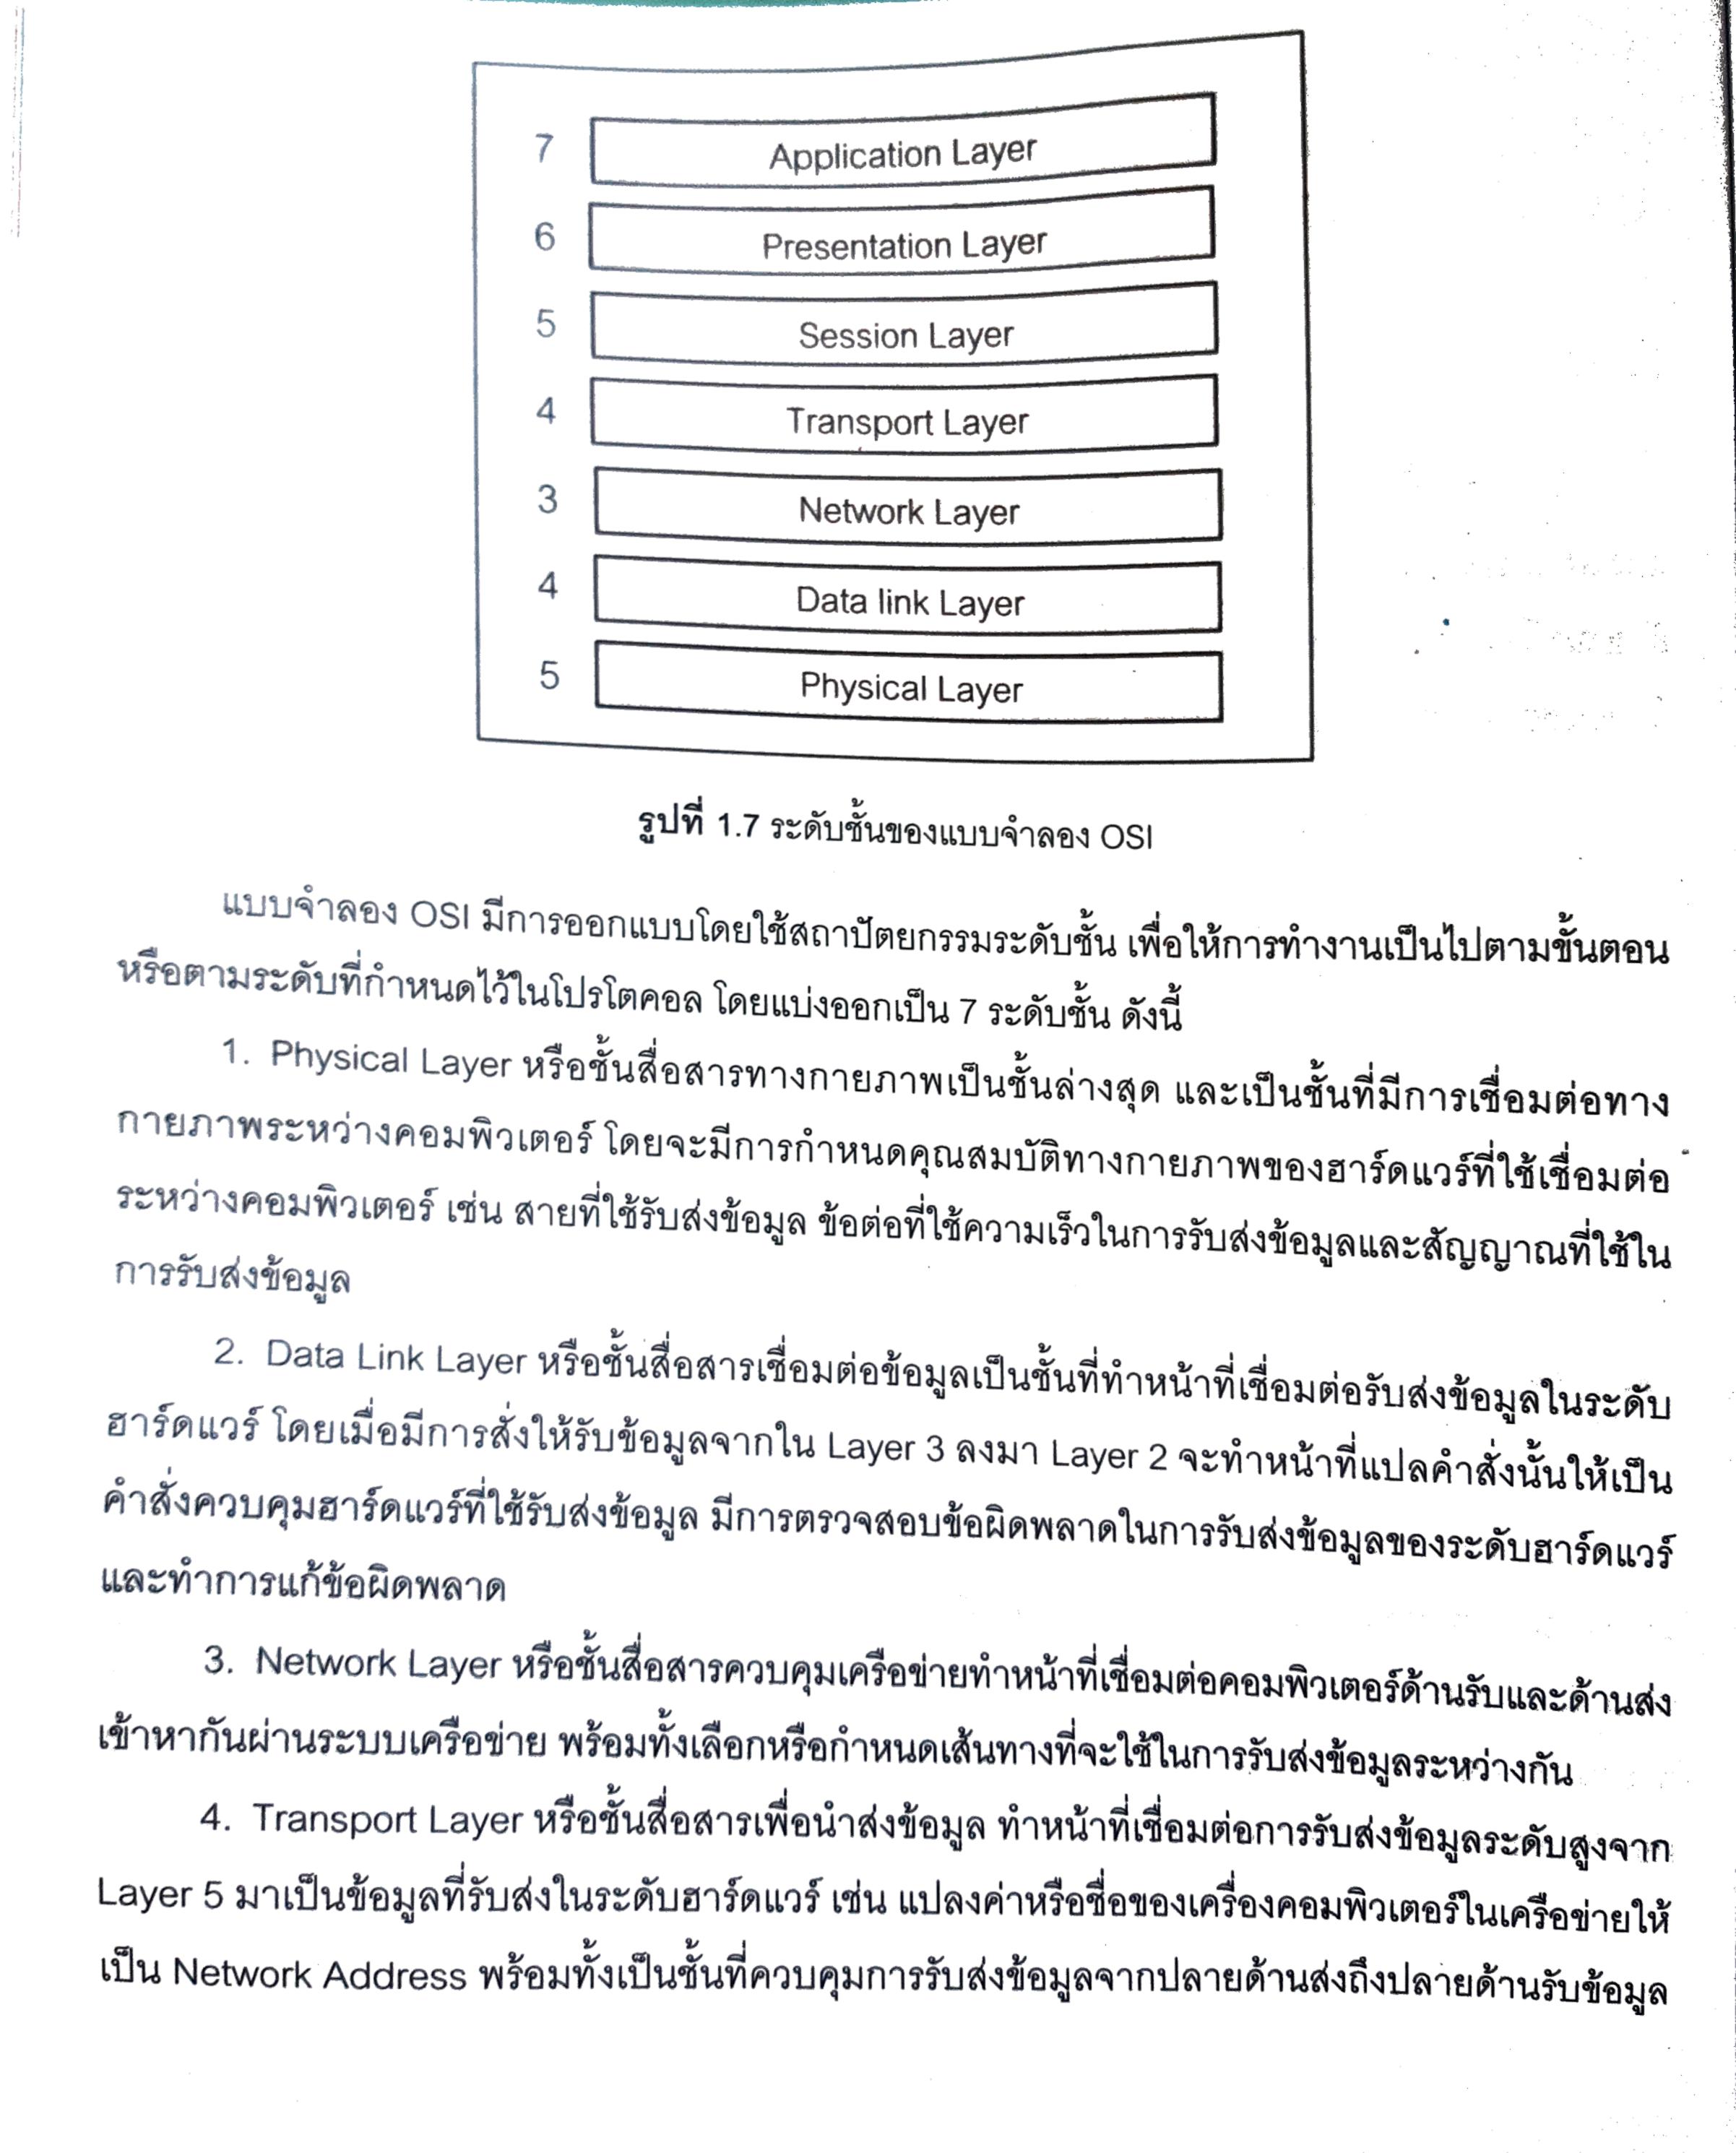 7 Application Layer
6 Presentation Layer
5 Session Layer
4 Transport Layer
3 Network Layer
4 Data link Layer
5 Physical Layer
รูปที่ 1.7 ระดับชั้นของแบบจำลอง OSI
แบบจำลอง OSI มีการออกแบบโดยใช้สถาปัตยกรรมระดับชั้น เพื่อให้การทำงานเป็นไปตามขั้นตอน
หรือตามระดับที่กำหนดไว้ในโปรโตคอล โดยแบ่งออกเป็น 7 ระดับชั้น ดังนี้
1. Physical Layer หรือชั้นสื่อสารทางกายภาพเป็นชั้นล่างสุด และเป็นชั้นที่มีการเชื่อมต่อทาง
กายภาพระหว่างคอมพิวเตอร์ โดยจะมีการกำหนดคุณสมบัติทางกายภาพของฮาร์ดแวร์ที่ใช้เชื่อมต่อ
ระหว่างคอมพิวเตอร์ เช่น สายที่ใช้รับส่งข้อมูล ข้อต่อที่ใช้ความเร็วในการรับส่งข้อมูลและสัญญาณที่ใช้ใน
การรับส่งข้อมูล
2. Data Link Layer หรือชั้นสื่อสารเชื่อมต่อข้อมูลเป็นชั้นที่ทำหน้าที่เชื่อมต่อรับส่งข้อมูลในระดับ
ฮาร์ดแวร์ โดยเมื่อมีการสั่งให้รับข้อมูลจากใน Layer 3 ลงมา Layer 2 จะทำหน้าที่แปลคำสั่งนั้นให้เป็น
คำสั่งควบคุมฮาร์ดแวร์ที่ใช้รับส่งข้อมูล มีการตรวจสอบข้อผิดพลาดในการรับส่งข้อมูลของระดับฮาร์ดแวร์
และทำการแก้ข้อผิดพลาด
3. Network Layer หรือชั้นสื่อสารควบคุมเครือข่ายทำหน้าที่เชื่อมต่อคอมพิวเตอร์ด้านรับและด้านส่ง
เข้าหากันผ่านระบบเครือข่าย พร้อมทั้งเลือกหรือกำหนดเส้นทางที่จะใช้ในการรับส่งข้อมูลระหว่างกัน
4. Transport Layer หรือชั้นสื่อสารเพื่อนำส่งข้อมูล ทำหน้าที่เชื่อมต่อการรับส่งข้อมูลระดับสูงจาก
Layer 5 มาเป็นข้อมูลที่รับส่งในระดับฮาร์ดแวร์ เช่น แปลงค่าหรือชื่อของเครื่องคอมพิวเตอร์ในเครือข่ายให้
เป็น Network Address พร้อมทั้งเป็นชั้นที่ควบคุมการรับส่งข้อมูลจากปลายด้านส่งถึงปลายด้านรับข้อมูล